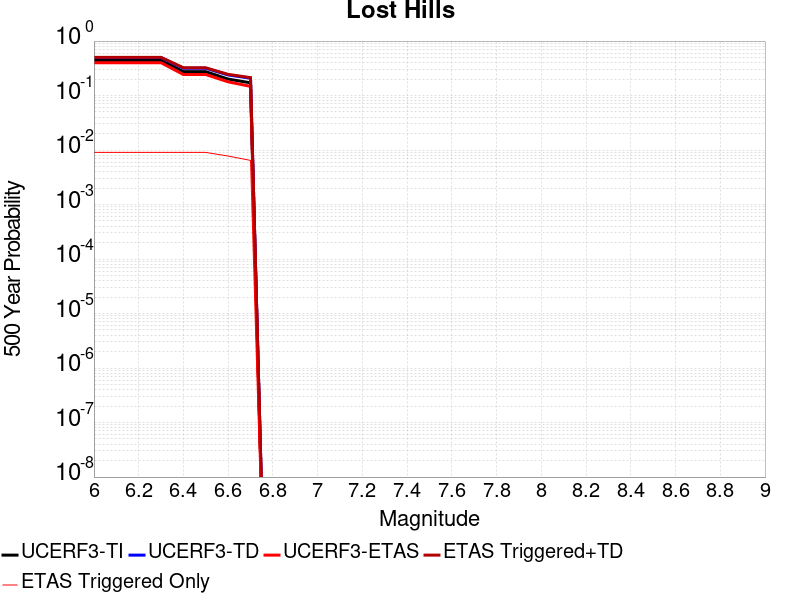 Lost Hills
10^0
10^-1
10^-2
10^-3
10^-4
10^-5
10^-6
10^-7
10^-8
500 Year Probability
6 6.2 6.4 6.6 6.8 7 7.2 7.4 7.6 7.8 8 8.2 8.4 8.6 8.8 9
Magnitude
UCERF3-TI UCERF3-TD UCERF3-ETAS ETAS Triggered+TD
ETAS Triggered Only